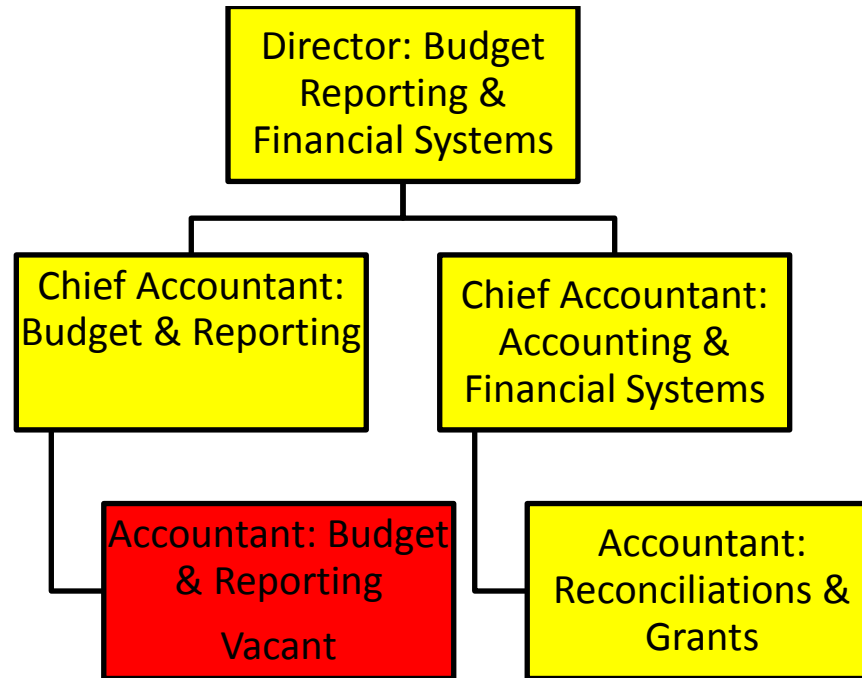 Director: Budget
Reporting &
Financial Systems
Chief Accountant:
Budget & Reporting
Chief Accountant:
Accounting &
Financial Systems
Accountant: Budget
& Reporting
Vacant
Accountant:
Reconciliations &
Grants